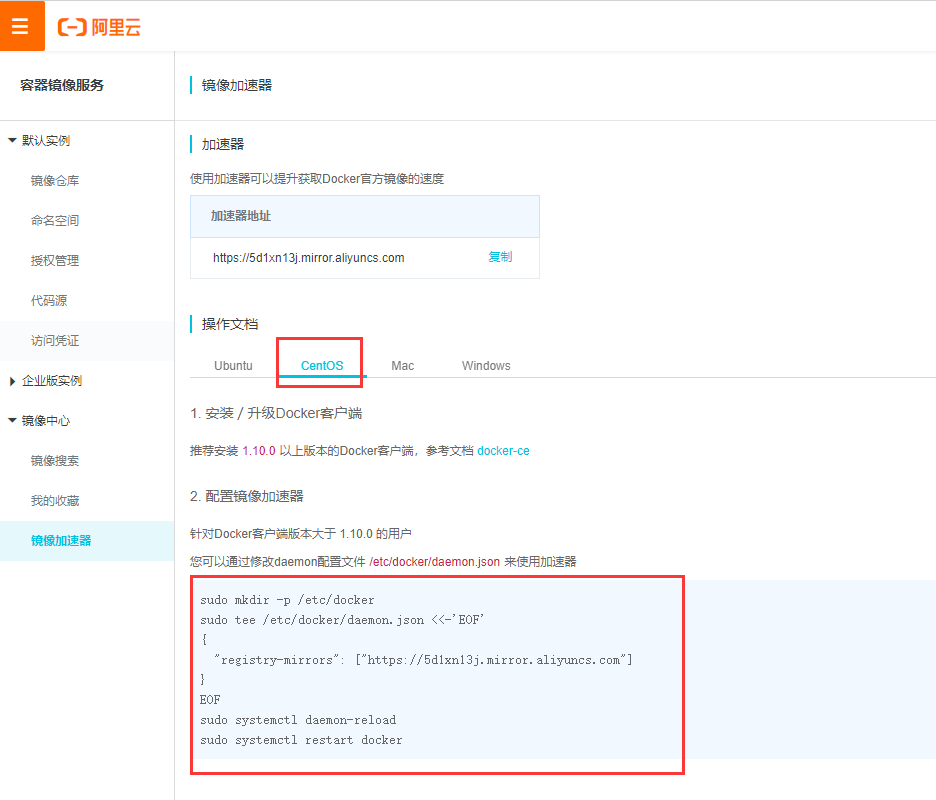 阿里云
容器镜像服务
默认实例
镜像仓库
命名空间
授权管理
代码源
访问凭证
企业版实例
镜像中心
镜像搜索
我的收藏
镜像加速器
镜像加速器
加速器
使用加速器可以提升获取Docker官方镜像的速度
加速器地址
https://5d1xn13j.mirror.aliyuncs.com 复制
操作文档
Ubuntu CentOS Mac Windows
1. 安装 / 升级Docker客户端
推荐安装 1.10.0 以上版本的Docker客户端，参考文档 docker-ce
2. 配置镜像加速器
针对Docker客户端版本大于 1.10.0 的用户
您可以通过修改daemon配置文件 /etc/docker/daemon.json 来使用加速器
sudo mkdir -p /etc/docker
sudo tee /etc/docker/daemon.json <<-'EOF'
{
"registry-mirrors": ["https://5d1xn13j.mirror.aliyuncs.com"]
}
EOF
sudo systemctl daemon-reload
sudo systemctl restart docker